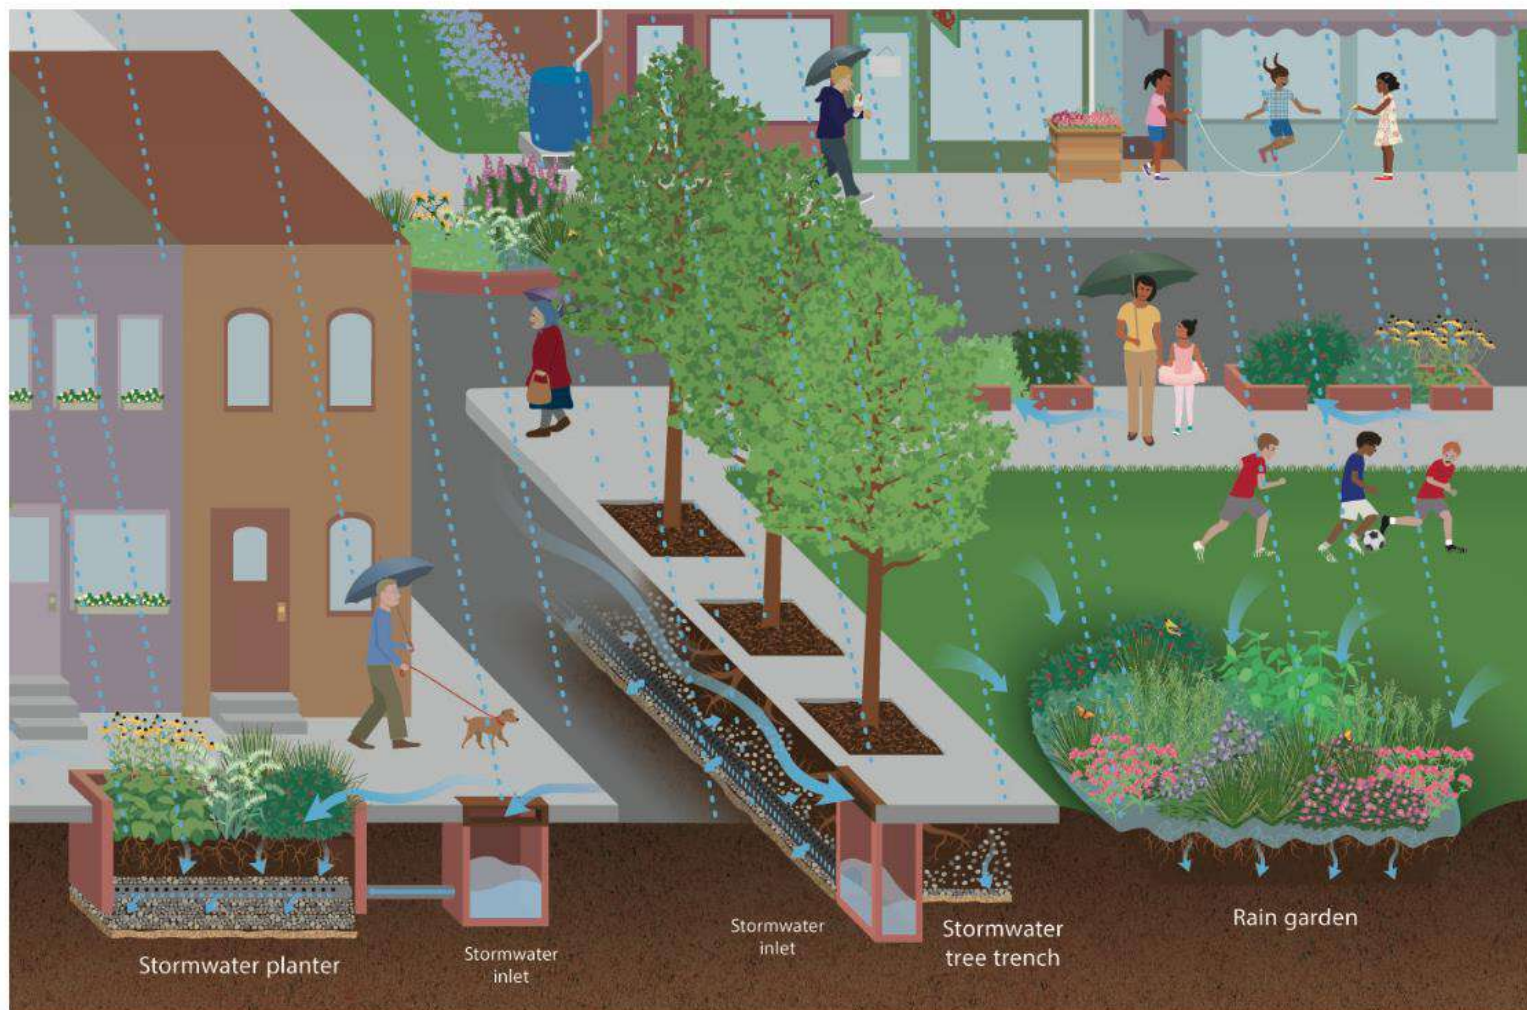 Stormwater planter
Stormwater
inlet
Stormwater
inlet
Stormwater
tree trench
Rain garden